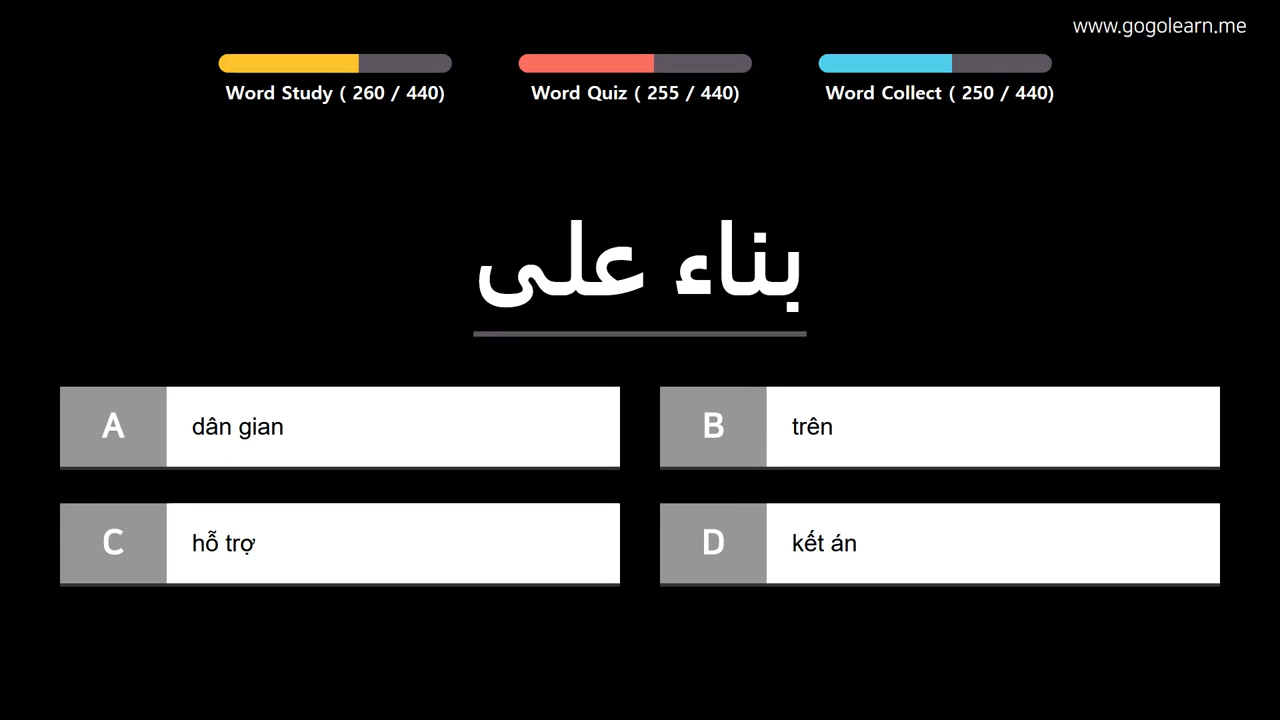 www.gogolearn.me
Word Study ( 260 / 440)
Word Quiz ( 255 / 440)
Word Collect ( 250 / 440)
بناء على
A
dân gian
B
trên
C
hỗ trợ
D
kết án